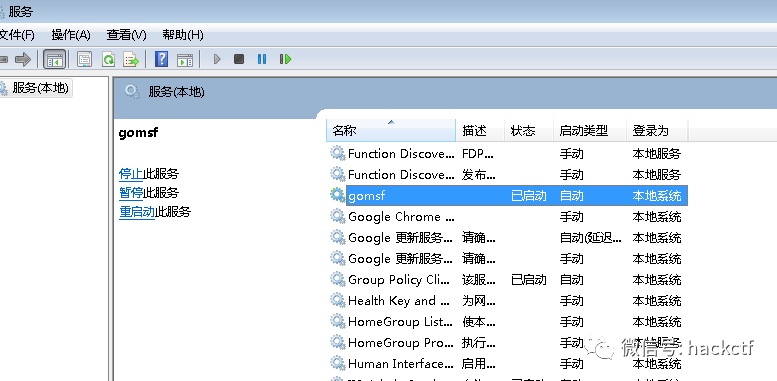 服务
文件(F) 操作(A) 查看(V) 帮助(H)
服务(本地)
服务(本地)
gomsf
停止此服务
暂停此服务
重启动此服务
名称 描述 状态 启动类型 登录为
Function Discove... FDP... 手动 本地服务
Function Discove... 发布... 手动 本地服务
gomsf 已启动 自动 本地系统
Google Chrome ... 手动 本地系统
Google 更新服务... 请确... 自动(延迟... 本地系统
Google 更新服务... 请确... 手动 本地系统
Group Policy Cli... 该服... 已启动 自动 本地系统
Health Key and ... 为网... 手动 本地系统
HomeGroup List... 使本... 手动 本地系统
HomeGroup Pro... 执行... 手动
Human Interface... 启用... 手动 本地系统
微信号: hackctf